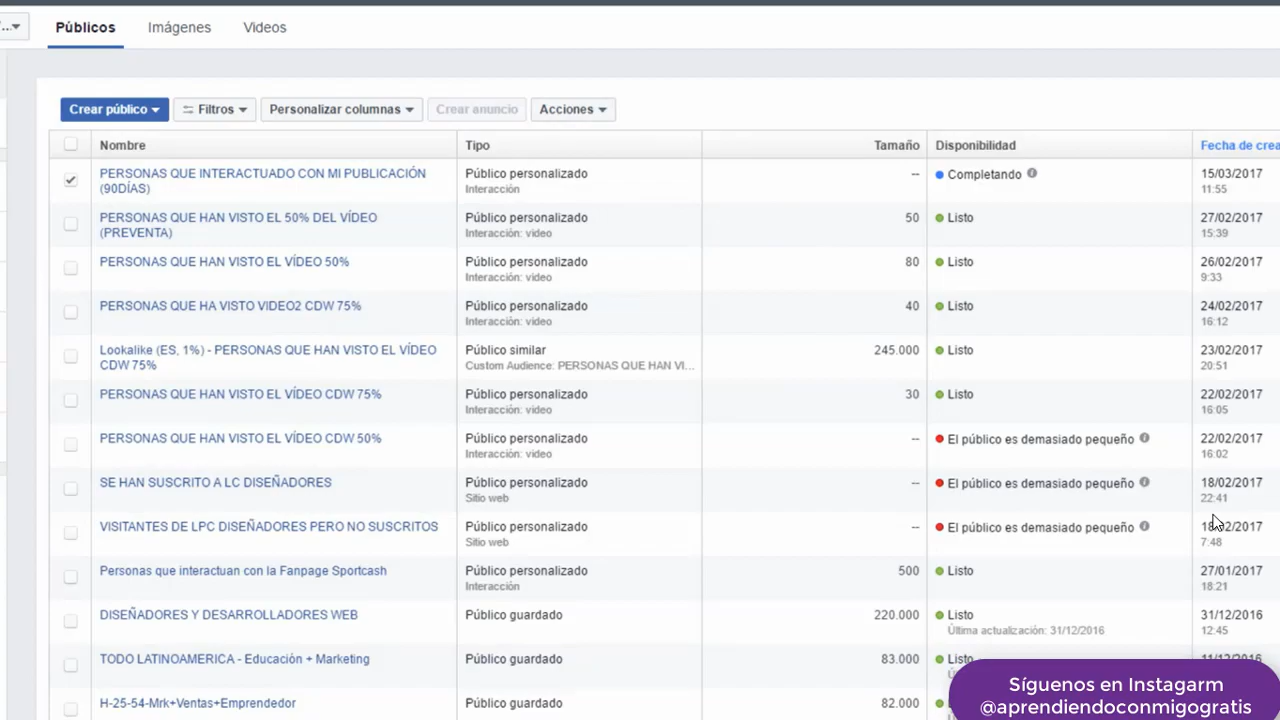 ...
Públicos Imágenes Videos
Crear público Filtros Personalizar columnas Crear anuncio Acciones
Nombre Tipo Tamaño Disponibilidad Fecha de crea
PERSONAS QUE INTERACTUADO CON MI PUBLICACIÓN Público personalizado -- Completando 15/03/2017
(90DÍAS) Interacción 11:55
PERSONAS QUE HAN VISTO EL 50% DEL VÍDEO Público personalizado 50 Listo 27/02/2017
(PREVENTA) Interacción: video 15:39
PERSONAS QUE HAN VISTO EL VÍDEO 50% Público personalizado 80 Listo 26/02/2017
Interacción: video 9:33
PERSONAS QUE HA VISTO VIDEO2 CDW 75% Público personalizado 40 Listo 24/02/2017
Interacción: video 16:12
Lookalike (ES, 1%) - PERSONAS QUE HAN VISTO EL VÍDEO Público similar 245.000 Listo 23/02/2017
CDW 75% Custom Audience: PERSONAS QUE HAN VI... 20:51
PERSONAS QUE HAN VISTO EL VÍDEO CDW 75% Público personalizado 30 Listo 22/02/2017
Interacción: video 16:05
PERSONAS QUE HAN VISTO EL VÍDEO CDW 50% Público personalizado -- El público es demasiado pequeño 22/02/2017
Interacción: video 16:02
SE HAN SUSCRITO A LC DISEÑADORES Público personalizado -- El público es demasiado pequeño 18/02/2017
Sitio web 22:41
VISITANTES DE LPC DISEÑADORES PERO NO SUSCRITOS Público personalizado -- El público es demasiado pequeño 18/02/2017
Sitio web 7:48
Personas que interactuan con la Fanpage Sportcash Público personalizado 500 Listo 27/01/2017
Interacción 18:21
DISEÑADORES Y DESARROLLADORES WEB Público guardado 220.000 Listo 31/12/2016
Última actualización: 31/12/2016 12:45
TODO LATINOAMERICA - Educación + Marketing Público guardado 83.000 Listo
H-25-54-Mrk+Ventas+Emprendedor Público guardado 82.000
Síguenos en Instagarm
@aprendiendoconmigogratis